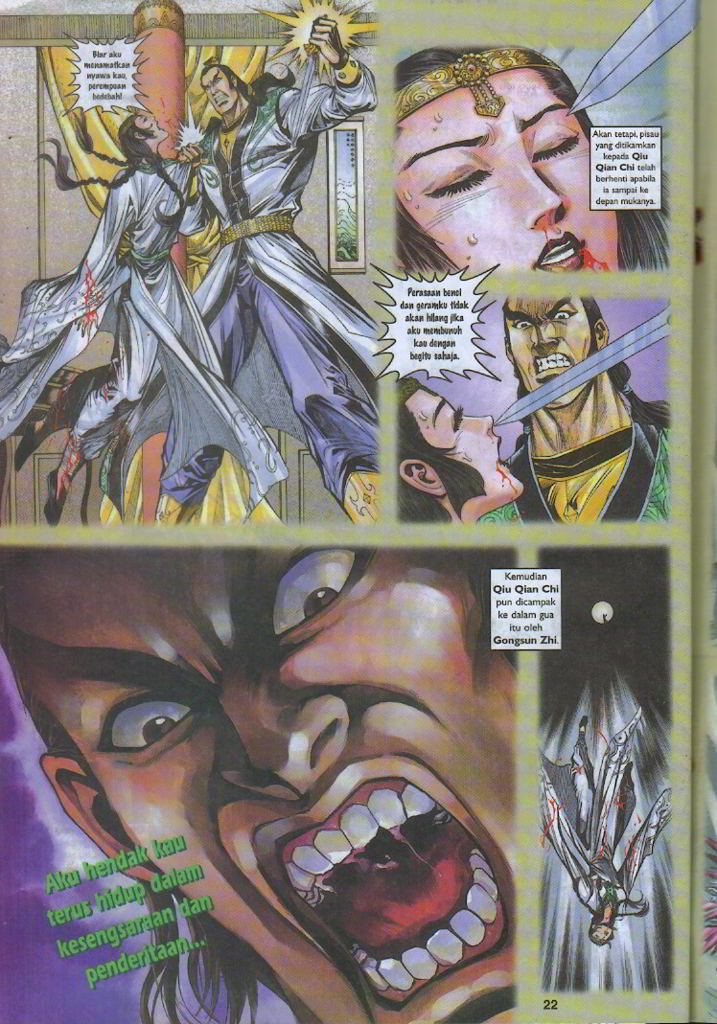 Biar aku
menamatkan
nyawa kau,
perempuan
bedebah!
Akan tetapi, pisau
yang ditikamkan
kepada Qiu
Qian Chi telah
berhenti apabila
ia sampai ke
depan mukanya.
Perasaan benci
dan geramku tidak
akan hilang jika
aku membunuh
kau dengan
begitu sahaja.
Kemudian
Qiu Qian Chi
pun dicampak
ke dalam gua
itu oleh
Gongsun Zhi.
Aku hendak kau
terus hidup dalam
kesengsaraan dan
penderitaan...
22